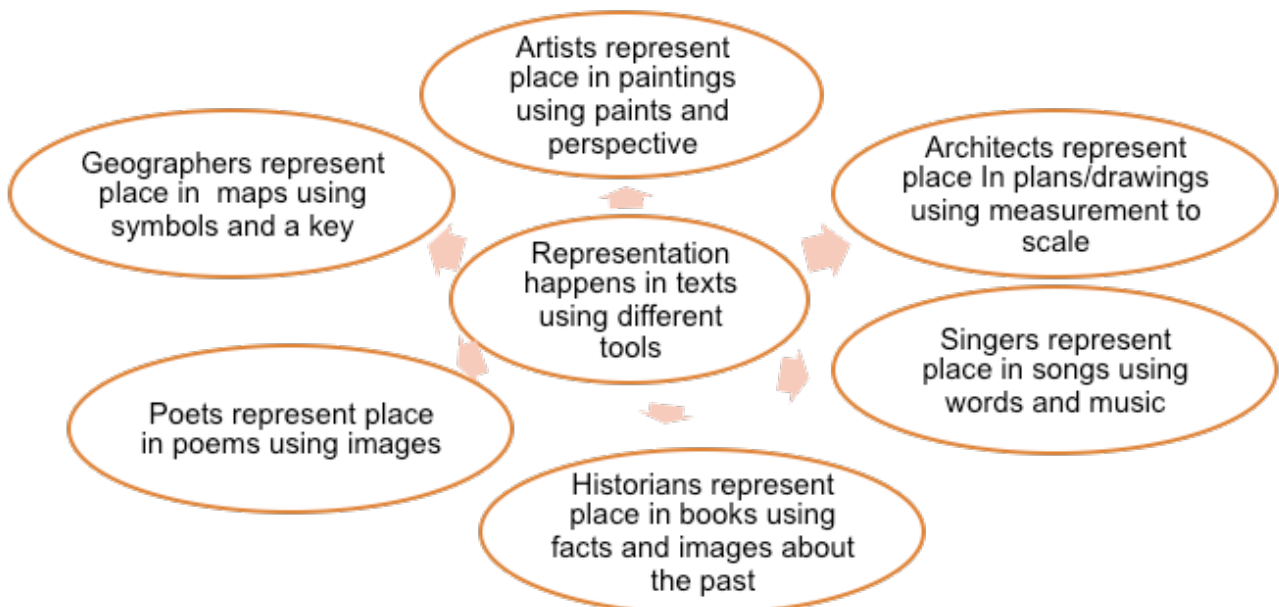 Artists represent
place in paintings
using paints and
perspective
Geographers represent
place in maps using
symbols and a key
Architects represent
place In plans/drawings
using measurement to
scale
Representation
happens in texts
using different
tools
Singers represent
place in songs using
words and music
Poets represent place
in poems using images
Historians represent
place in books using
facts and images about
the past